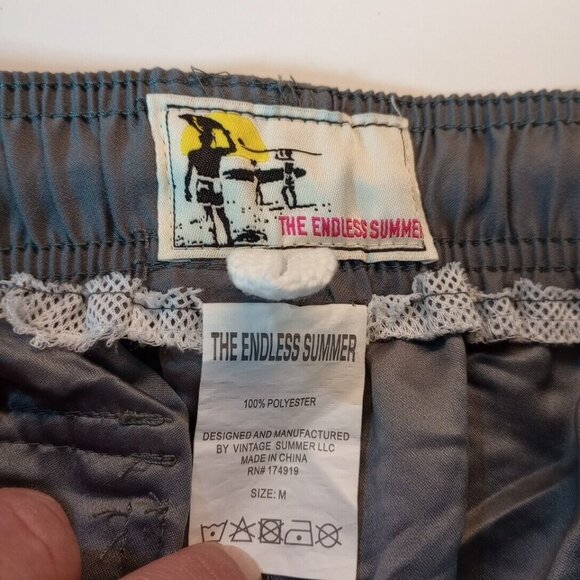 THE ENDLESS SUMMER
THE ENDLESS SUMMER
100% POLYESTER
DESIGNED AND MANUFACTURED
BY VINTAGE SUMMER LLC
MADE IN CHINA
RN# 174919
SIZE: M